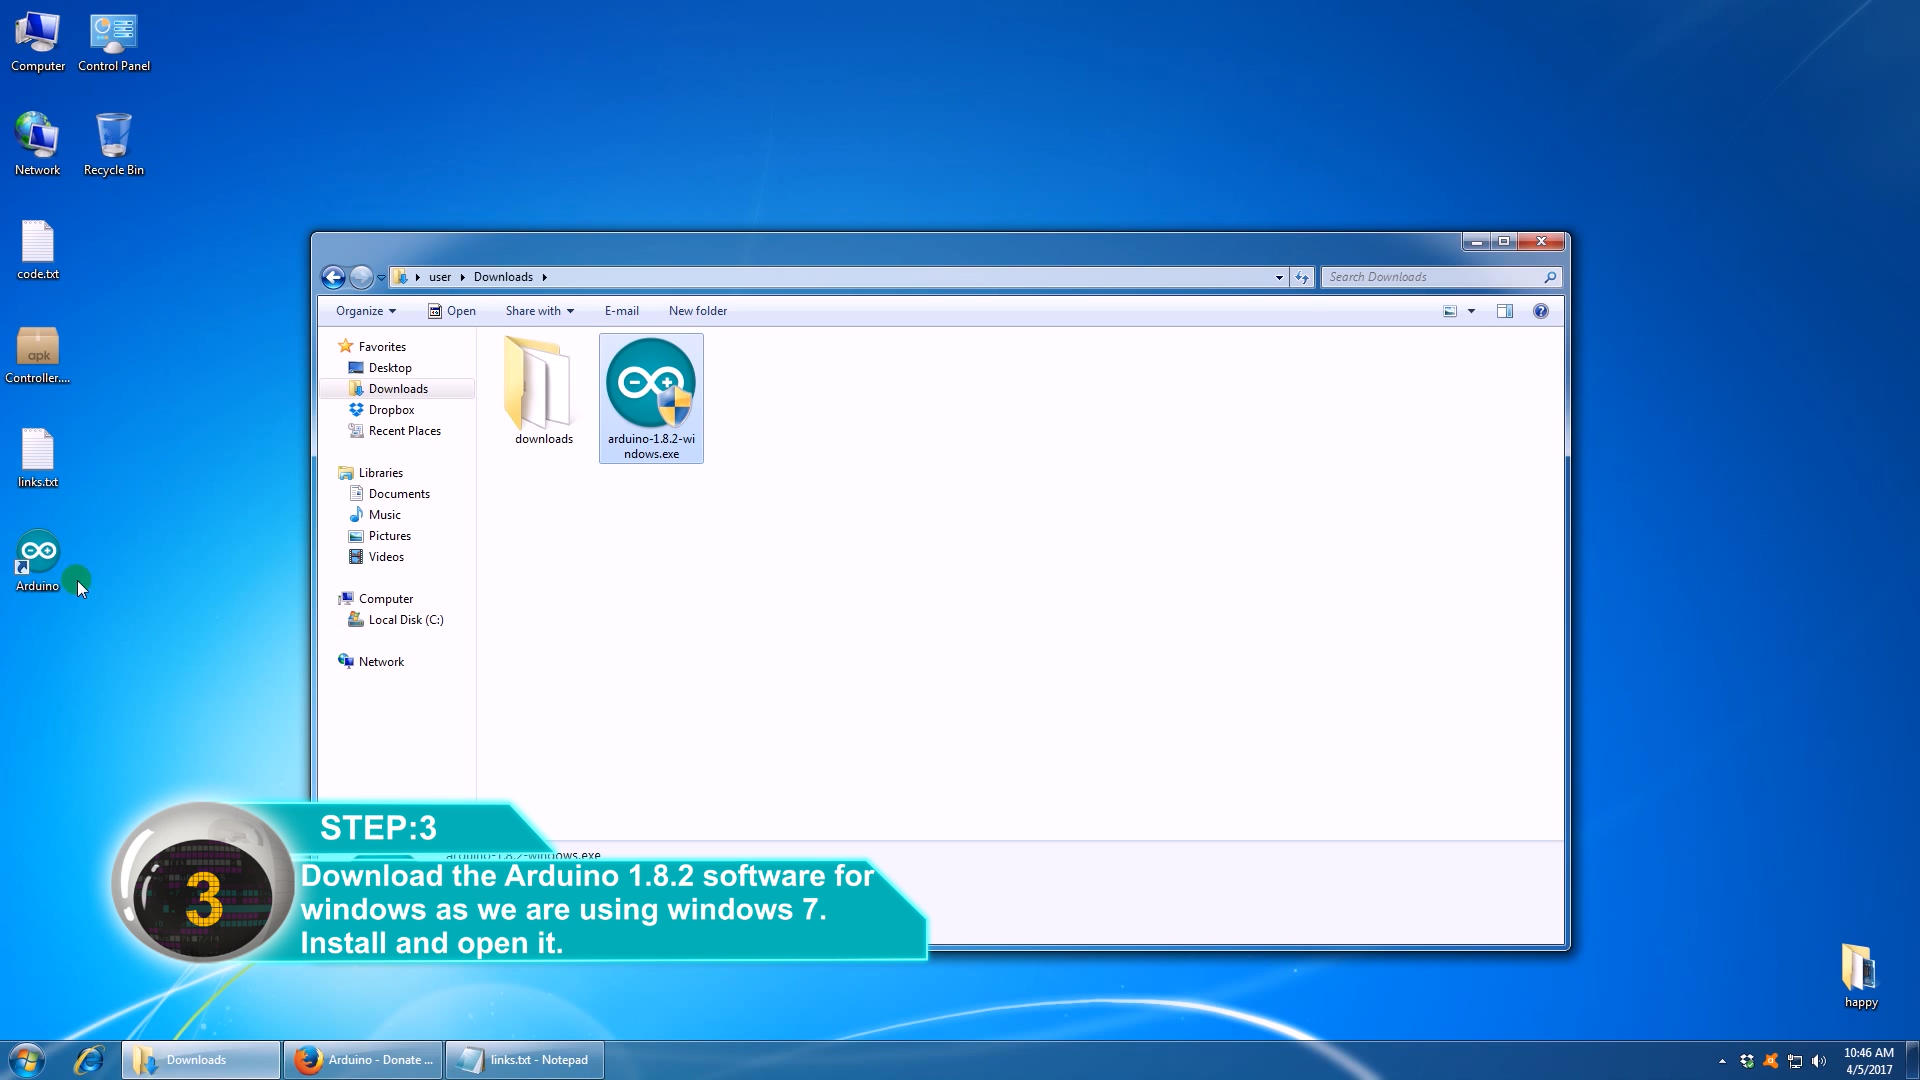 Computer
Control Panel
Network
Recycle Bin
code.txt
apk
Controller....
links.txt
Arduino
user
Downloads
Search Downloads
Organize
Open
Share with
E-mail
New folder
Favorites
Desktop
Downloads
Dropbox
Recent Places
Libraries
Documents
Music
Pictures
Videos
Computer
Local Disk (C:)
Network
downloads
arduino-1.8.2-wi
ndows.exe
arduino-1.8.2-windows.exe
STEP:3
3
Download the Arduino 1.8.2 software for
windows as we are using windows 7.
Install and open it.
happy
Downloads
Arduino - Donate ...
links.txt - Notepad
10:46 AM
4/5/2017